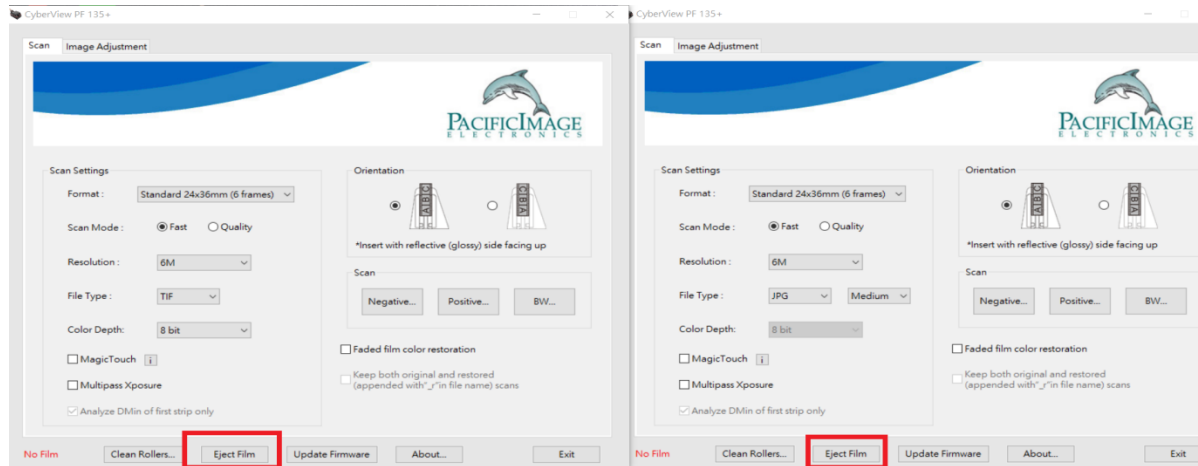 CyberView PF 135+
Scan Image Adjustment
PACIFICIMAGE
ELECTRONICS
Scan Settings
Format : Standard 24x36mm (6 frames)
Scan Mode : Fast Quality
Resolution : 6M
File Type : TIF
Color Depth: 8 bit
MagicTouch i
Multipass Xposure
Analyze DMin of first strip only
Orientation
*Insert with reflective (glossy) side facing up
Scan
Negative... Positive... BW...
Faded film color restoration
Keep both original and restored
(appended with"_r"in file name) scans
No Film Clean Rollers... Eject Film Update Firmware About... Exit
CyberView PF 135+
Scan Image Adjustment
PACIFICIMAGE
ELECTRONICS
Scan Settings
Format : Standard 24x36mm (6 frames)
Scan Mode : Fast Quality
Resolution : 6M
File Type : JPG Medium
Color Depth: 8 bit
MagicTouch i
Multipass Xposure
Analyze DMin of first strip only
Orientation
*Insert with reflective (glossy) side facing up
Scan
Negative... Positive... BW...
Faded film color restoration
Keep both original and restored
(appended with"_r"in file name) scans
No Film Clean Rollers... Eject Film Update Firmware About... Exit